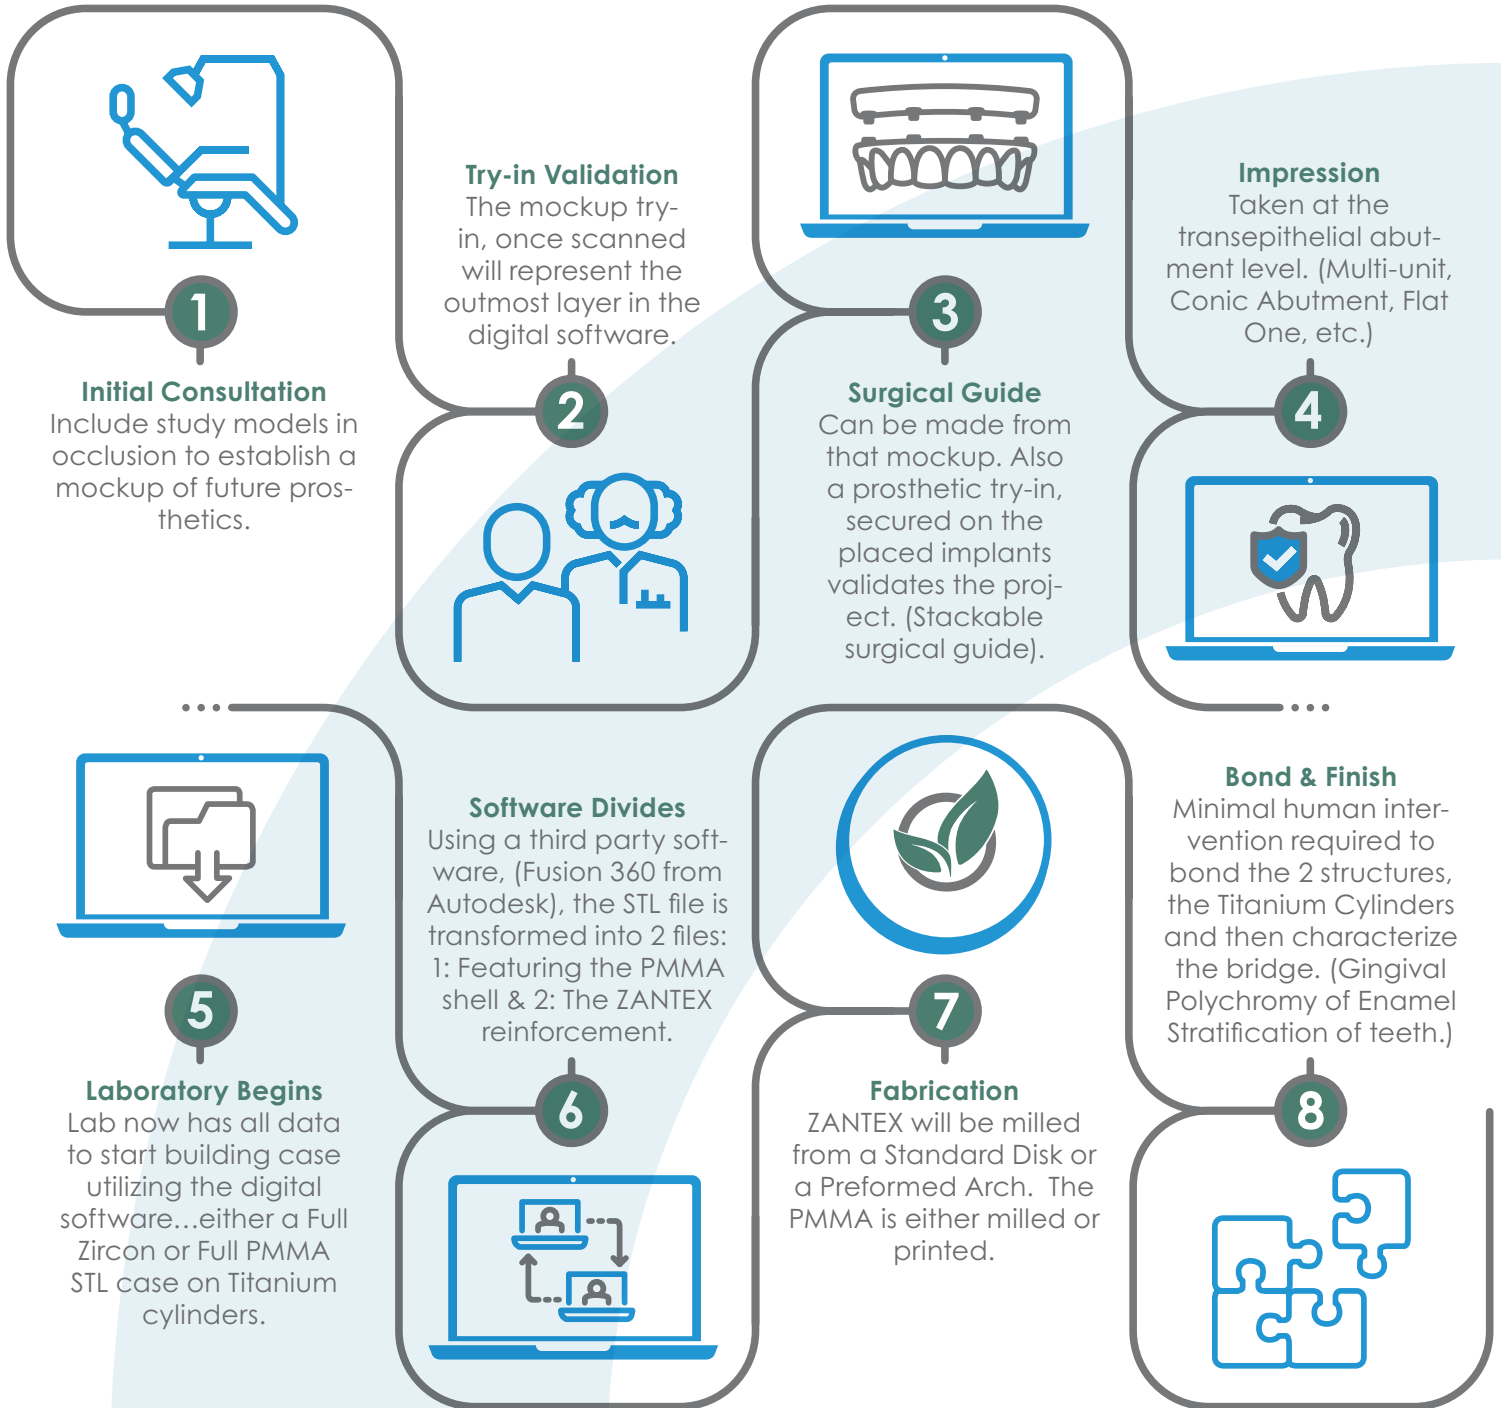 1
Initial Consultation
Include study models in
occlusion to establish a
mockup of future pros-
thetics.
Try-in Validation
The mockup try-
in, once scanned
will represent the
outmost layer in the
digital software.
2
3
Surgical Guide
Can be made from
that mockup. Also
a prosthetic try-in,
secured on the
placed implants
validates the proj-
ect. (Stackable
surgical guide).
Impression
Taken at the
transepithelial abut-
ment level. (Multi-unit,
Conic Abutment, Flat
One, etc.)
4
5
Laboratory Begins
Lab now has all data
to start building case
utilizing the digital
software...either a Full
Zircon or Full PMMA
STL case on Titanium
cylinders.
Software Divides
Using a third party soft-
ware, (Fusion 360 from
Autodesk), the STL file is
transformed into 2 files:
1: Featuring the PMMA
shell & 2: The ZANTEX
reinforcement.
6
7
Fabrication
ZANTEX will be milled
from a Standard Disk or
a Preformed Arch.  The
PMMA is either milled or
printed.
Bond & Finish
Minimal human inter-
vention required to
bond the 2 structures,
the Titanium Cylinders
and then characterize
the bridge. (Gingival
Polychromy of Enamel
Stratification of teeth.)
8